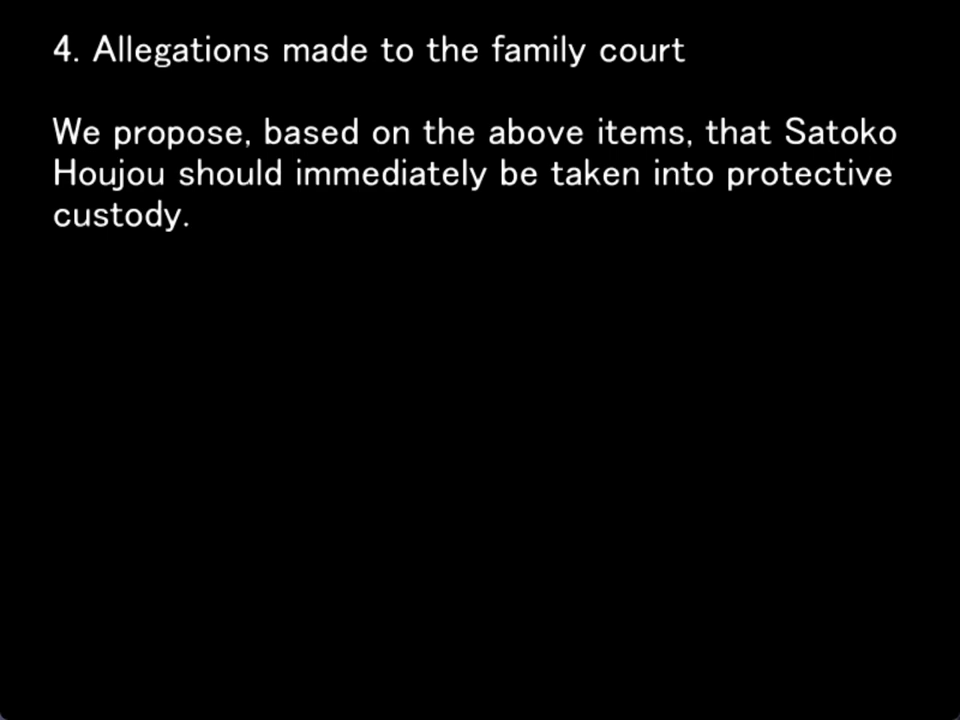 4. Allegations made to the family court
We propose, based on the above items, that Satoko
Houjou should immediately be taken into protective
custody.